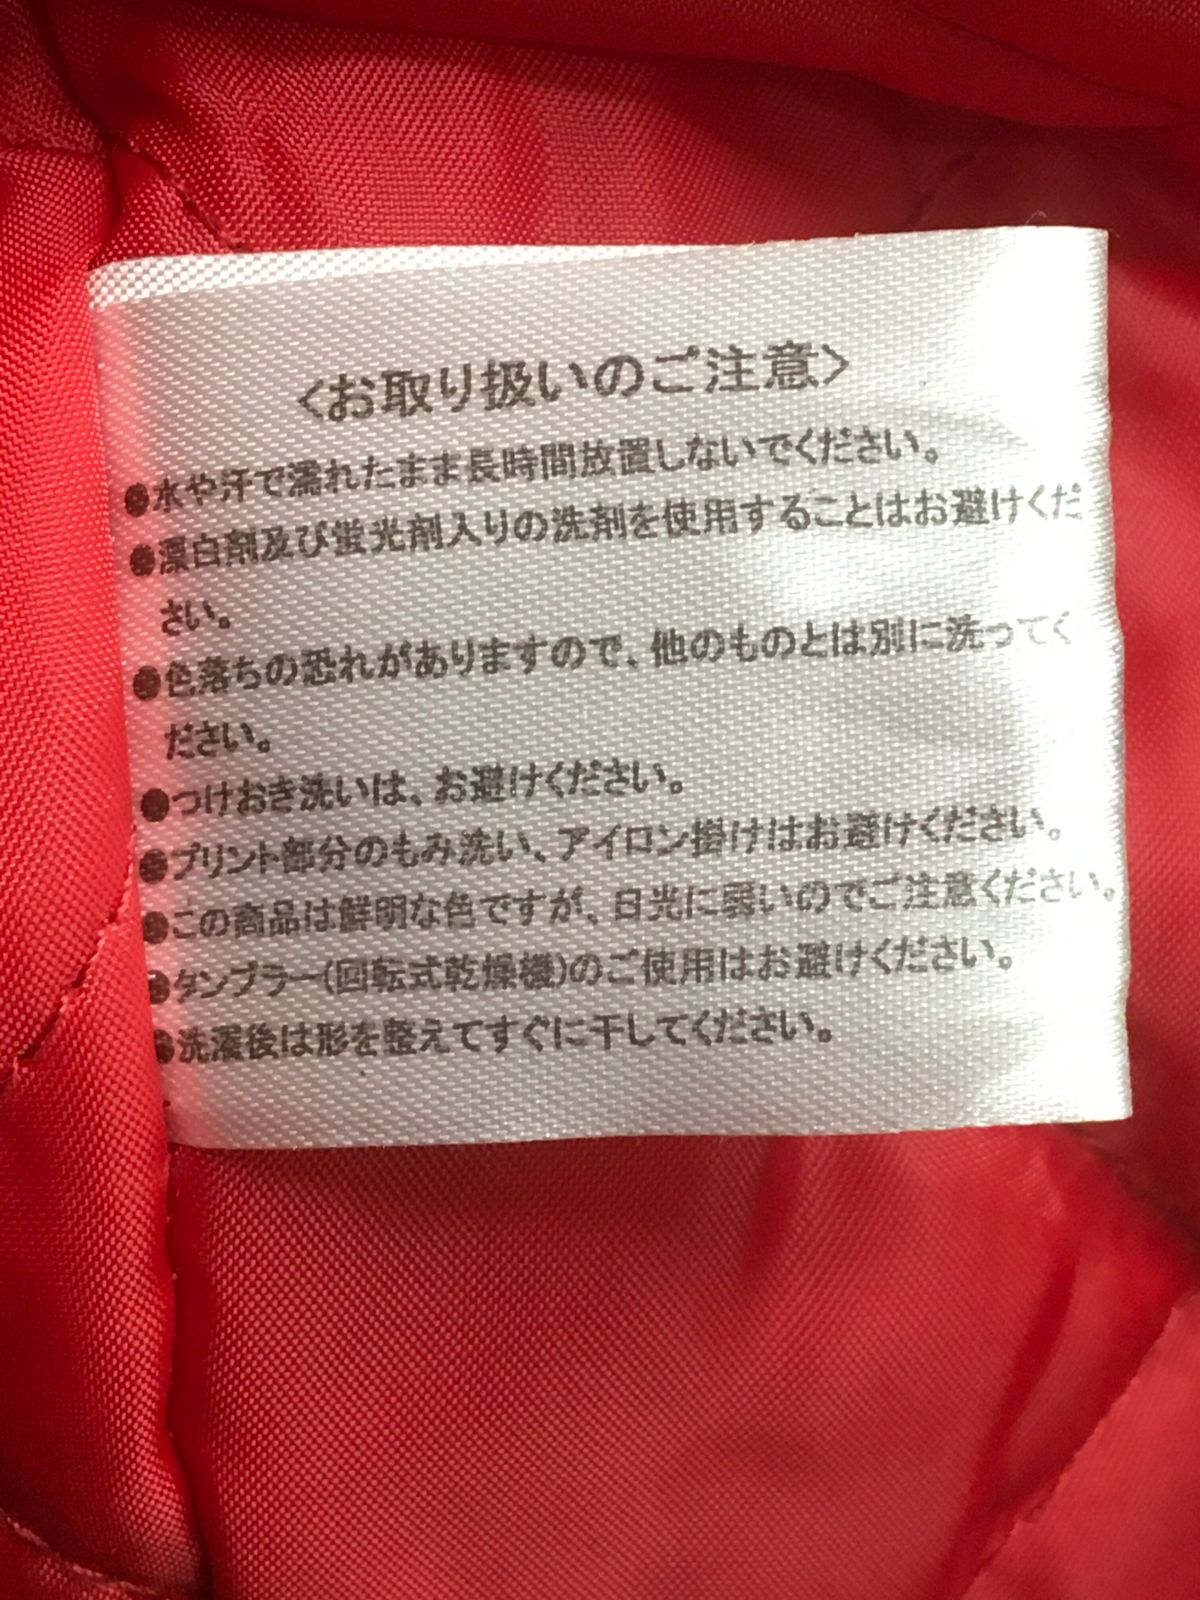 <お取り扱いのご注意>
●水や汗で濡れたまま長時間放置しないでください。
●漂白剤及び蛍光剤入りの洗剤を使用することはお避けくだ
さい。
●色落ちの恐れがありますので、他のものとは別に洗ってく
ださい。
●つけおき洗いは、お避けください。
●プリント部分のもみ洗い、アイロン掛けはお避けください。
●この商品は鮮明な色ですが、日光に弱いのでご注意ください。
●タンブラー(回転式乾燥機)のご使用はお避けください。
●洗濯後は形を整えてすぐに干してください。